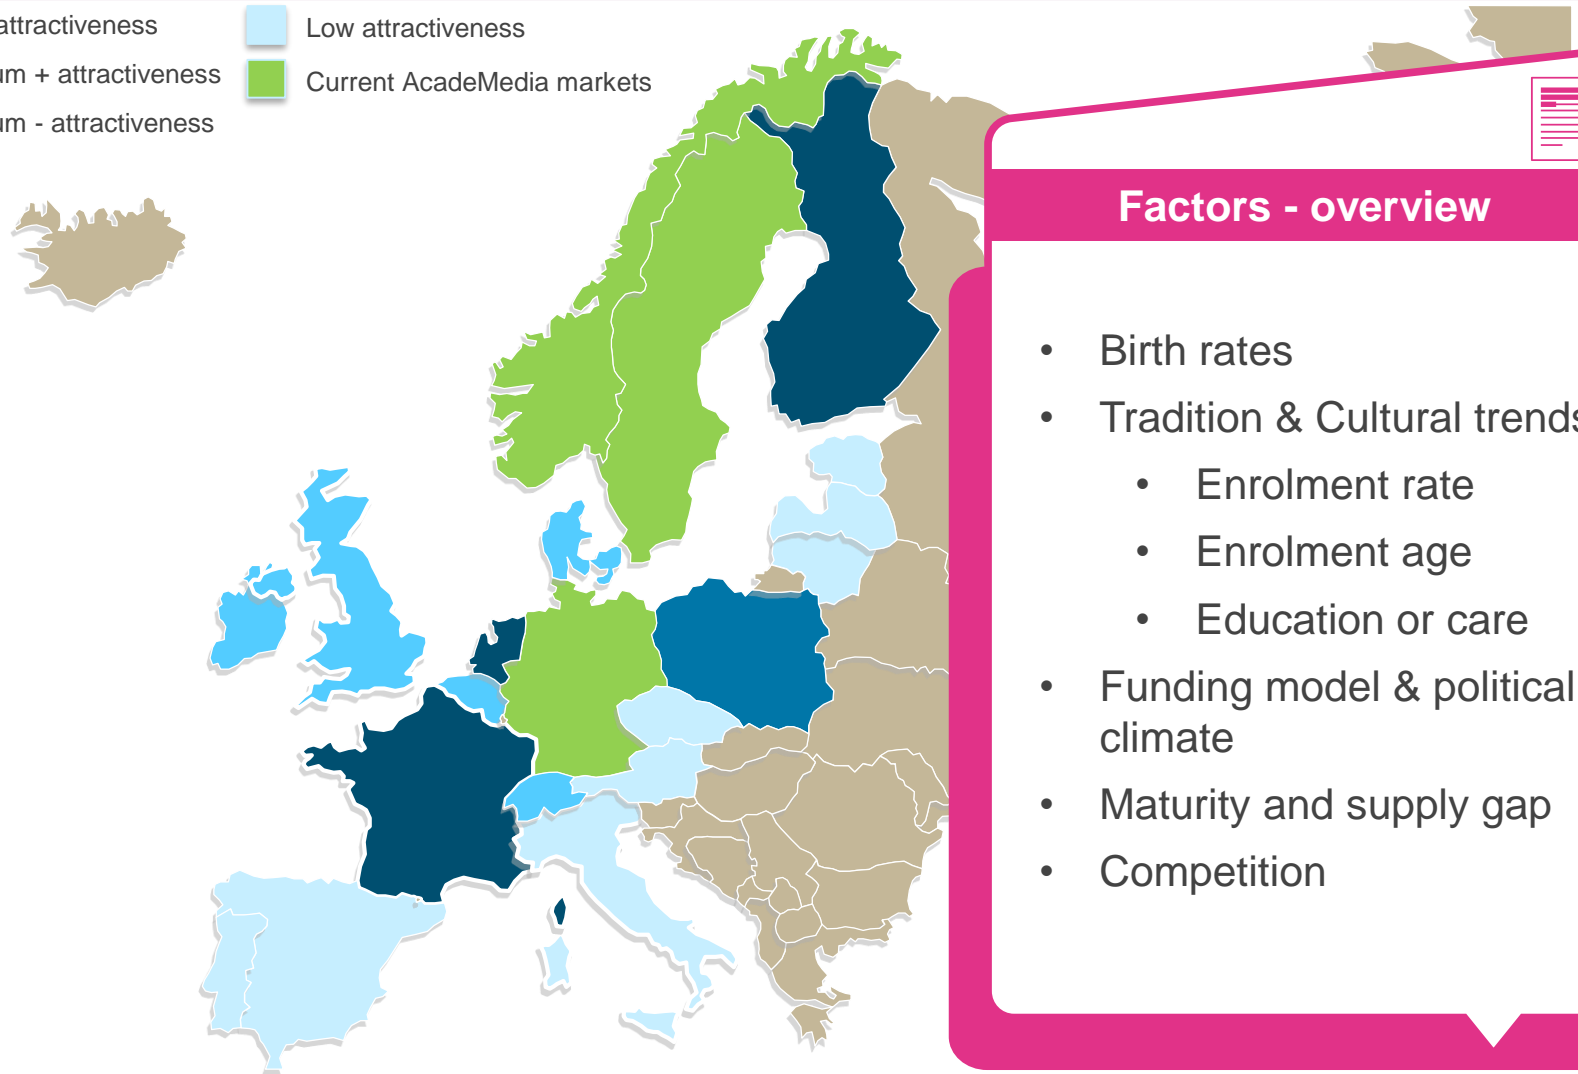 attractiveness
um + attractiveness
um - attractiveness
Low attractiveness
Current AcadeMedia markets
Factors - overview
• Birth rates
• Tradition & Cultural trends
• Enrolment rate
• Enrolment age
• Education or care
• Funding model & political
climate
• Maturity and supply gap
• Competition